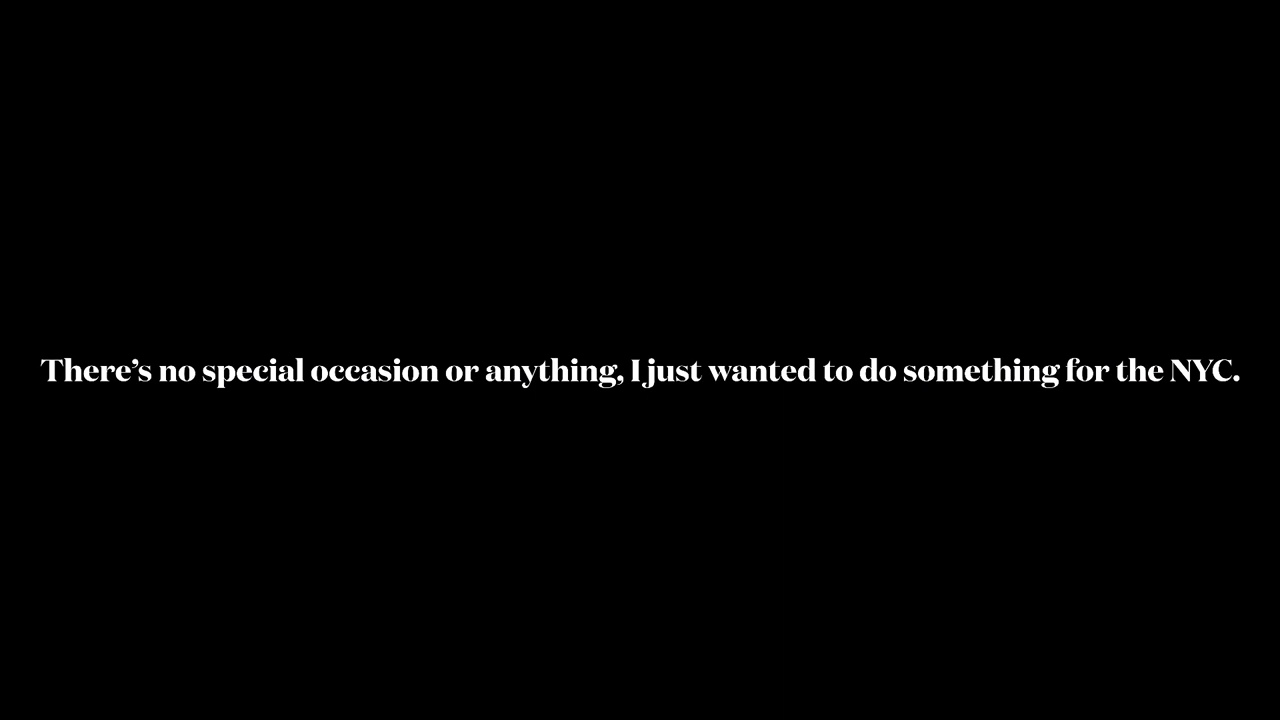 There’s no special occasion or anything, I just wanted to do something for the NYC.